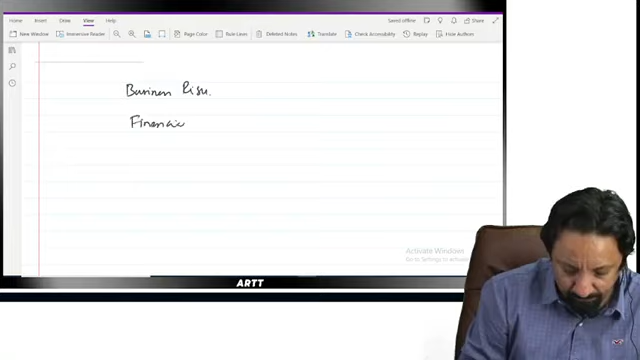 Home Insert Draw View Help Saved offline Share
New Window Immersive Reader Page Color Rule Lines Deleted Notes Translate Check Accessibility Replay Hide Authors
Business Risk.
Financi
Activate Windows
Go to Settings to activate
ARTT